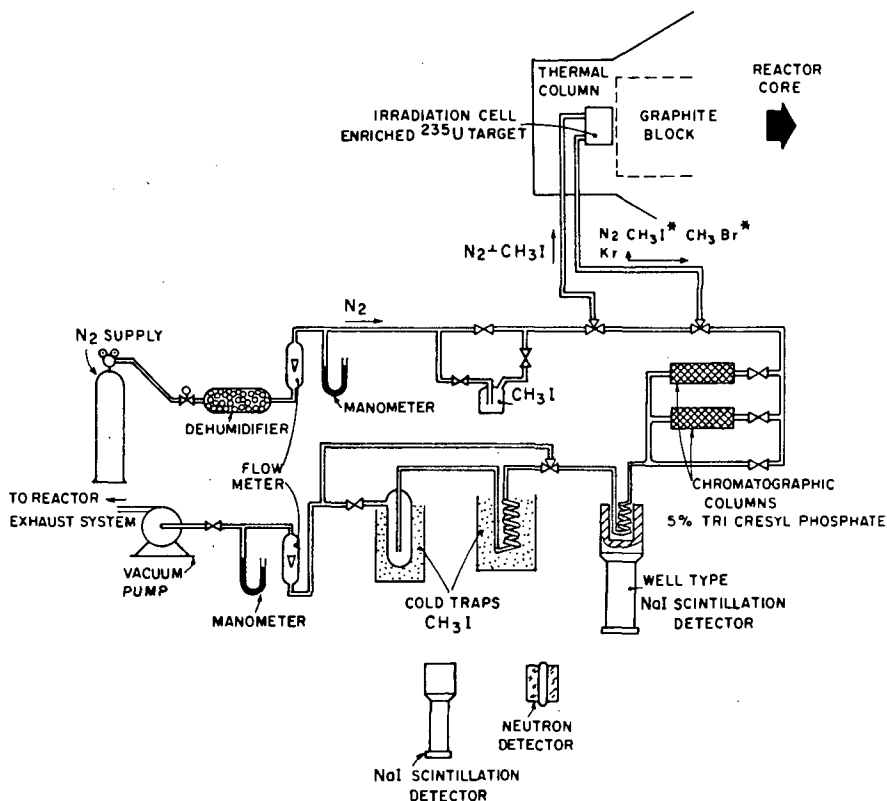 THERMAL
COLUMN
REACTOR
CORE
IRRADIATION CELL
ENRICHED 235U TARGET
GRAPHITE
BLOCK
N2 CH3I* CH3Br*
Kr
N2+CH3I
N2
N2 SUPPLY
CH3I
MANOMETER
DEHUMIDIFIER
FLOW
METER
TO REACTOR
EXHAUST SYSTEM
CHROMATOGRAPHIC
COLUMNS
5% TRI CRESYL PHOSPHATE
VACUUM
PUMP
MANOMETER
COLD TRAPS
CH3I
WELL TYPE
NaI SCINTILLATION
DETECTOR
NEUTRON
DETECTOR
NaI SCINTILLATION
DETECTOR